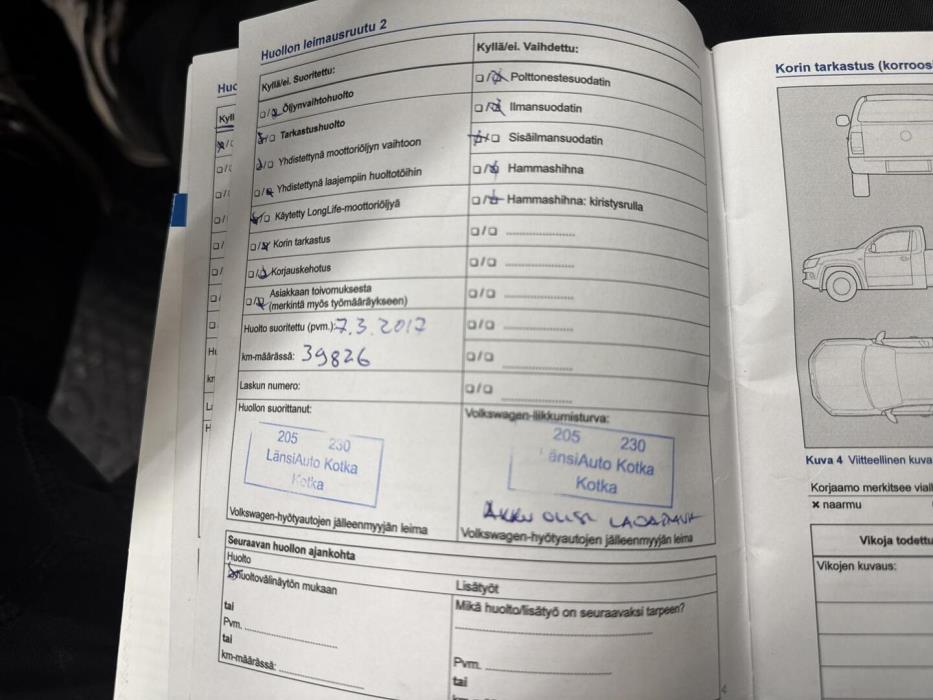 Huollon leimausruutu 2
Kyllä/ei. Suoritettu:
Kyllä/ei. Vaihdettu:
Öljynvaihtohuolto
Polttonestesuodatin
Tarkastushuolto
Ilmansuodatin
Yhdistettynä moottoriöljyn vaihtoon
Sisäilmansuodatin
Yhdistettynä laajempiin huoltotöihin
Hammashihna
Käytetty LongLife-moottoriöljyä
Hammashihna: kiristysrulla
Korin tarkastus
Korjauskehotus
Asiakkaan toivomuksesta
(merkintä myös työmääräykseen)
Huolto suoritettu (pvm.): 7.3.2017
km-määrässä: 39826
Laskun numero:
Huollon suorittanut:
Volkswagen-liikkumisturva:
205 230
LänsiAuto Kotka
Kotka
205 230
LänsiAuto Kotka
Kotka
AKKU OLISI
Volkswagen-hyötyautojen jälleenmyyjän leima
Volkswagen-hyötyautojen jälleenmyyjän leima
Seuraavan huollon ajankohta
Huolto
Lisätyöt
huoltovälinäytön mukaan
Mikä huolto/lisätyö on seuraavaksi tarpeen?
tai
Pvm.
tai
km-määrässä:
Pvm.
tai
4
Korin tarkastus (korroos
Kuva 4 Viitteellinen kuva
Korjaamo merkitsee viall
× naarmu
Vikoja todettu
Vikojen kuvaus: